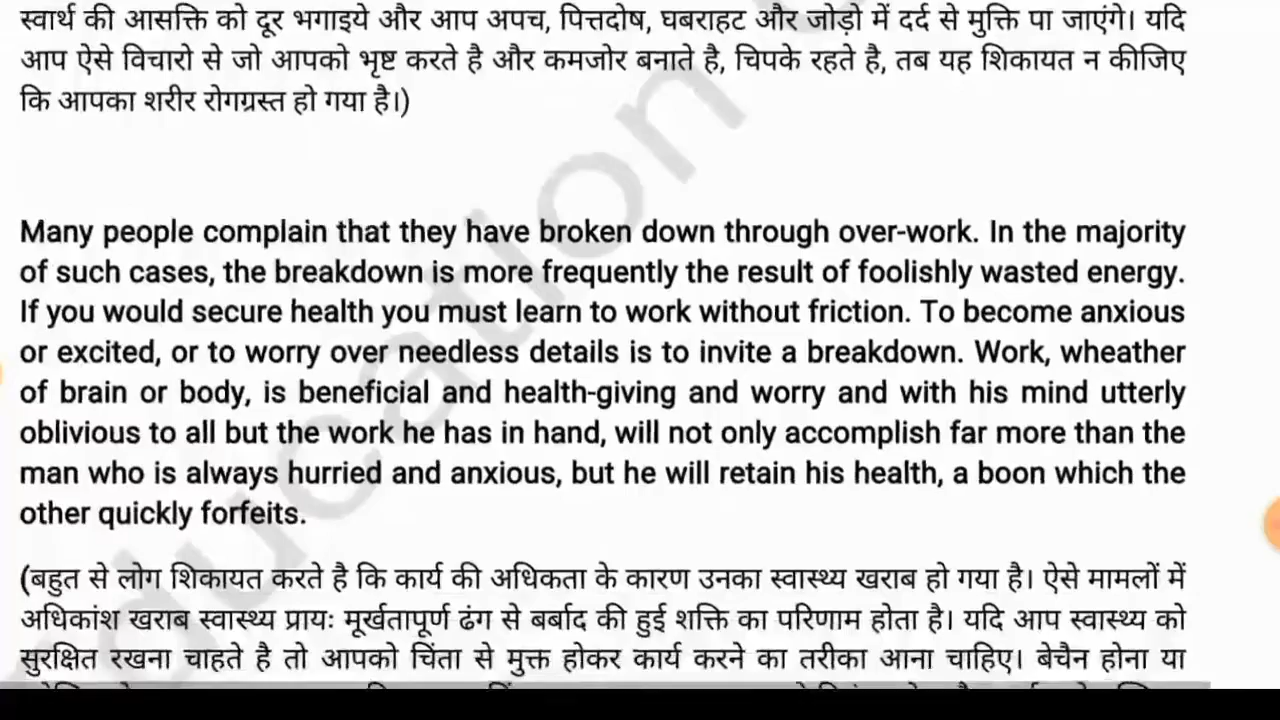 स्वार्थ की आसक्ति को दूर भगाइये और आप अपच, पित्तदोष, घबराहट और जोड़ो में दर्द से मुक्ति पा जाएंगे। यदि
आप ऐसे विचारो से जो आपको भृष्ट करते है और कमजोर बनाते है, चिपके रहते है, तब यह शिकायत न कीजिए
कि आपका शरीर रोगग्रस्त हो गया है।)
Many people complain that they have broken down through over-work. In the majority
of such cases, the breakdown is more frequently the result of foolishly wasted energy.
If you would secure health you must learn to work without friction. To become anxious
or excited, or to worry over needless details is to invite a breakdown. Work, wheather
of brain or body, is beneficial and health-giving and worry and with his mind utterly
oblivious to all but the work he has in hand, will not only accomplish far more than the
man who is always hurried and anxious, but he will retain his health, a boon which the
other quickly forfeits.
(बहुत से लोग शिकायत करते है कि कार्य की अधिकता के कारण उनका स्वास्थ्य खराब हो गया है। ऐसे मामलों में
अधिकांश खराब स्वास्थ्य प्रायः मूर्खतापूर्ण ढंग से बर्बाद की हुई शक्ति का परिणाम होता है। यदि आप स्वास्थ्य को
सुरक्षित रखना चाहते है तो आपको चिंता से मुक्त होकर कार्य करने का तरीका आना चाहिए। बेचैन होना या